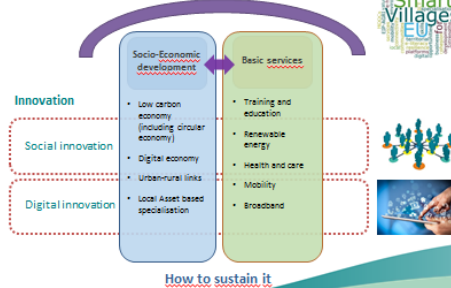 Smart
Villages
EU
Socio-Economic
development
Basic services
Innovation
• Low carbon
economy
(including circular
economy)
• Digital economy
• Urban-rural links
• Local Asset based
specialisation
• Training and
education
• Renewable
energy
• Health and care
• Mobility
• Broadband
Social innovation
Digital innovation
How to sustain it